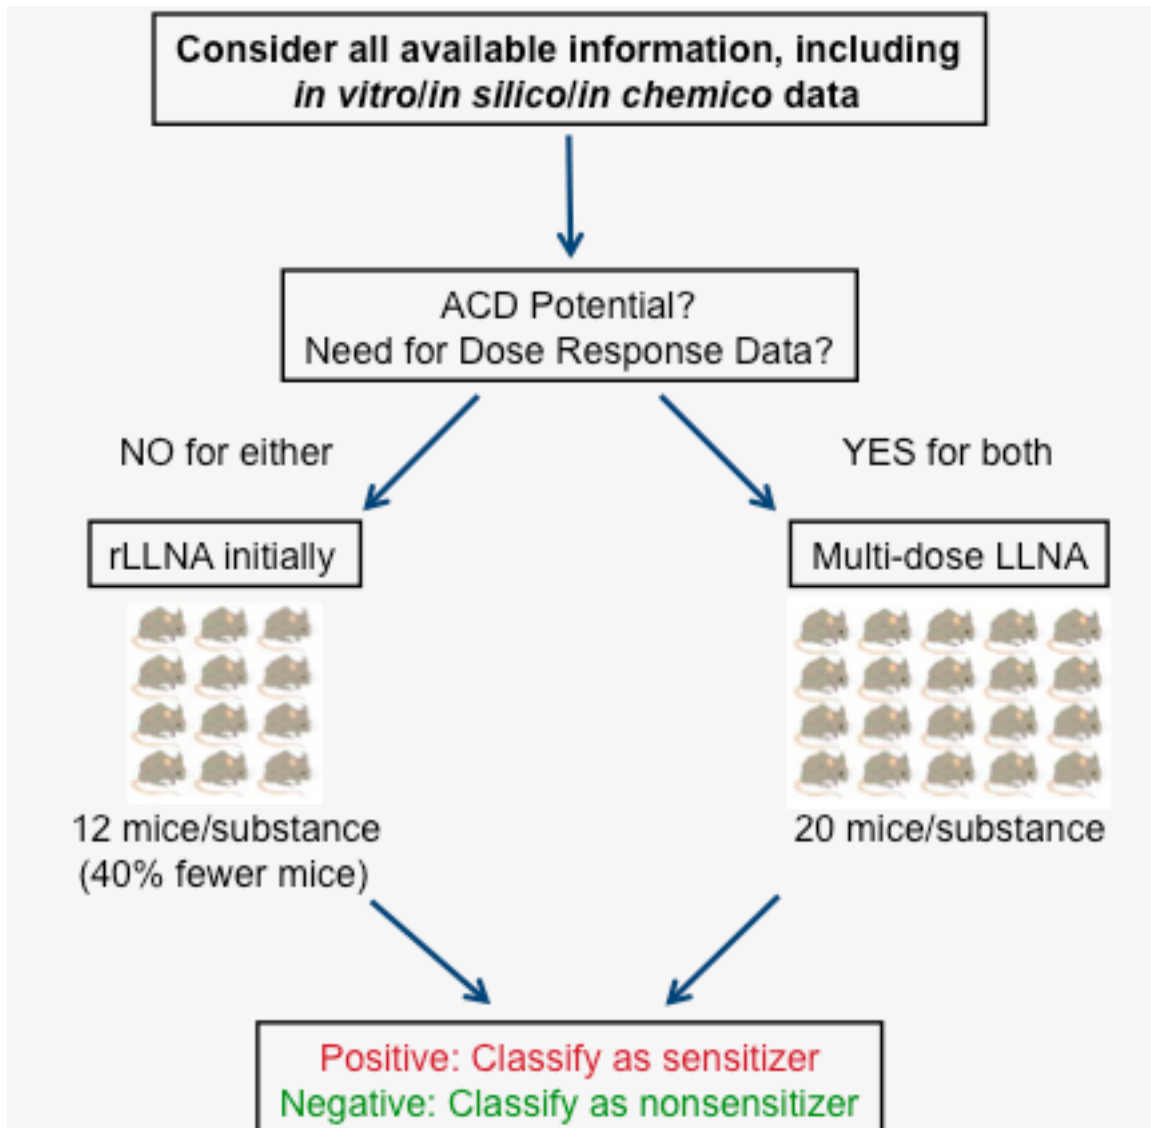 Consider all available information, including
in vitro/in silico/in chemico data
ACD Potential?
Need for Dose Response Data?
NO for either
YES for both
rLLNA initially
Multi-dose LLNA
12 mice/substance
(40% fewer mice)
20 mice/substance
Positive: Classify as sensitizer
Negative: Classify as nonsensitizer